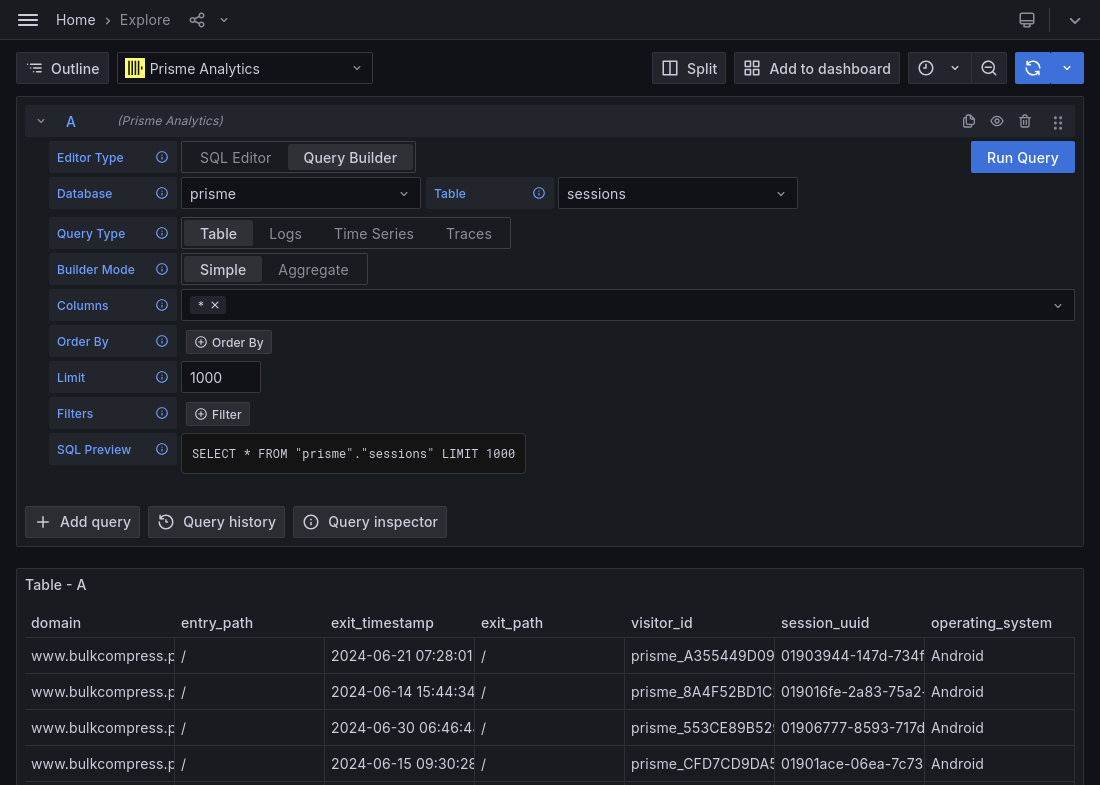 Home › Explore
Outline Prisme Analytics Split Add to dashboard
A (Prisme Analytics)
Editor Type SQL Editor Query Builder Run Query
Database prisme Table sessions
Query Type Table Logs Time Series Traces
Builder Mode Simple Aggregate
Columns * ×
Order By Order By
Limit 1000
Filters Filter
SQL Preview SELECT * FROM "prisme"."sessions" LIMIT 1000
Add query Query history Query inspector
Table - A
domain entry_path exit_timestamp exit_path visitor_id session_uuid operating_system
www.bulkcompress.p / 2024-06-21 07:28:01 / prisme_A355449D09 01903944-147d-734f Android
www.bulkcompress.p / 2024-06-14 15:44:34 / prisme_8A4F52BD1C 019016fe-2a83-75a2- Android
www.bulkcompress.p / 2024-06-30 06:46:4 / prisme_553CE89B52 01906777-8593-717d Android
www.bulkcompress.p / 2024-06-15 09:30:28 / prisme_CFD7CD9DA5 01901ace-06ea-7c73 Android